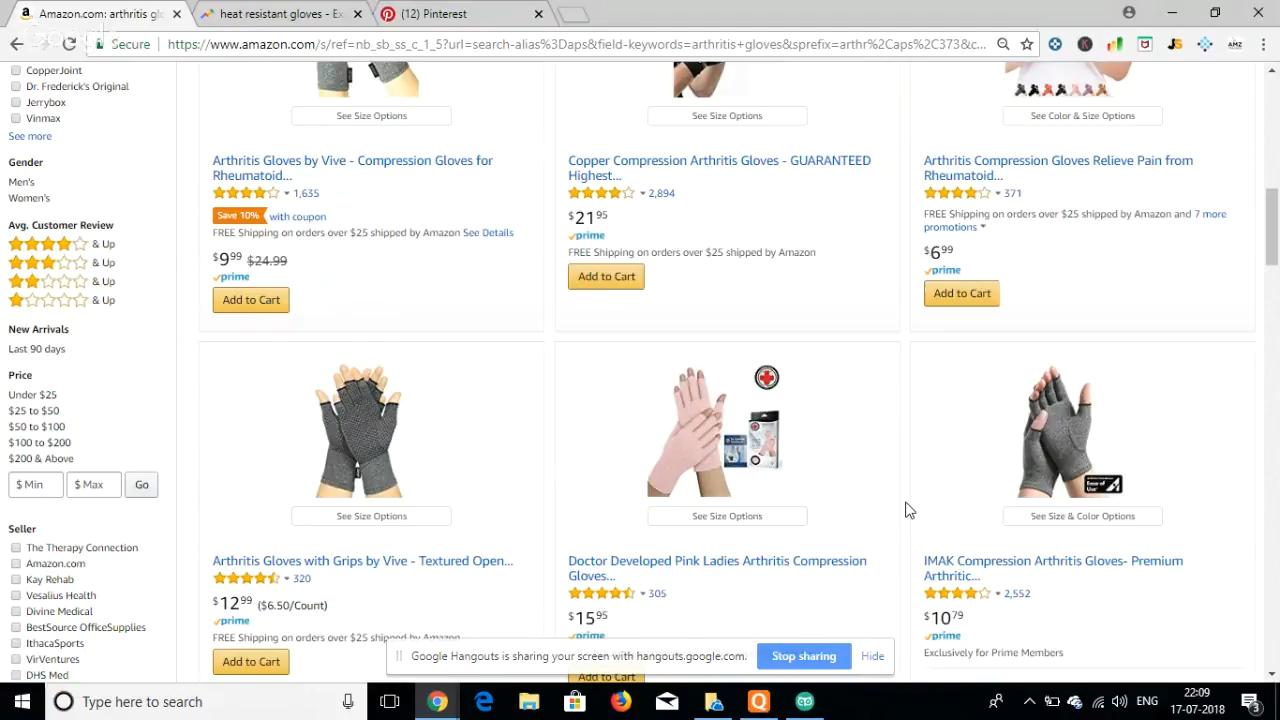 Amazon.com : arthritis gl
heat resistant gloves - Ex
(12) Pinterest
Secure
https://www.amazon.com/s/ref=nb_sb_ss_c_1_5?url=search-alias%3Daps&field-keywords=arthritis+gloves&sprefix=arthr%2Caps%2C373&c...
CopperJoint
Dr. Frederick's Original
Jerrybox
Vinmax
See more
Gender
Men's
Women's
Avg. Customer Review
& Up
& Up
& Up
& Up
New Arrivals
Last 90 days
Price
Under $25
$25 to $50
$50 to $100
$100 to $200
$200 & Above
$ Min $ Max Go
Seller
The Therapy Connection
Amazon.com
Kay Rehab
Vesalius Health
Divine Medical
BestSource OfficeSupplies
IthacaSports
VirVentures
DHS Med
See Size Options
Arthritis Gloves by Vive - Compression Gloves for
Rheumatoid...
1,635
Save 10% with coupon
FREE Shipping on orders over $25 shipped by Amazon See Details
$9 99 $24.99
prime
Add to Cart
See Size Options
Copper Compression Arthritis Gloves - GUARANTEED
Highest...
2,894
$21 95
prime
FREE Shipping on orders over $25 shipped by Amazon
Add to Cart
See Color & Size Options
Arthritis Compression Gloves Relieve Pain from
Rheumatoid...
371
FREE Shipping on orders over $25 shipped by Amazon and 7 more
promotions
$6 99
prime
Add to Cart
See Size Options
Arthritis Gloves with Grips by Vive - Textured Open...
320
$12 99 ($6.50/Count)
prime
FREE Shipping on orders over $25 shipped by Amazon
Add to Cart
See Size Options
Doctor Developed Pink Ladies Arthritis Compression
Gloves...
305
$15 95
prime
Add to Cart
Ease of
Use
See Size & Color Options
IMAK Compression Arthritis Gloves- Premium
Arthritic...
2,552
$10 79
prime
Exclusively for Prime Members
Google Hangouts is sharing your screen with hangouts.google.com.
Stop sharing
Hide
Type here to search
ENG
22:09
17-07-2018
3